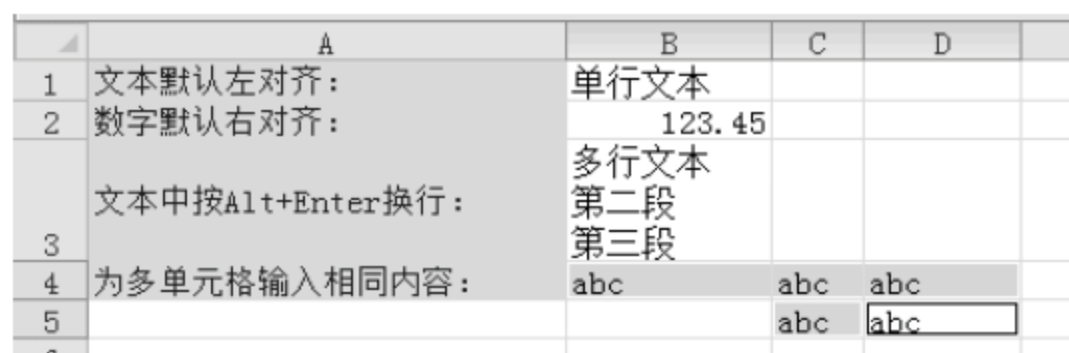 A B C D
1 文本默认左对齐： 单行文本
2 数字默认右对齐： 123.45
多行文本
文本中按Alt+Enter换行： 第二段
3 第三段
4 为多单元格输入相同内容： abc abc abc
5 abc abc